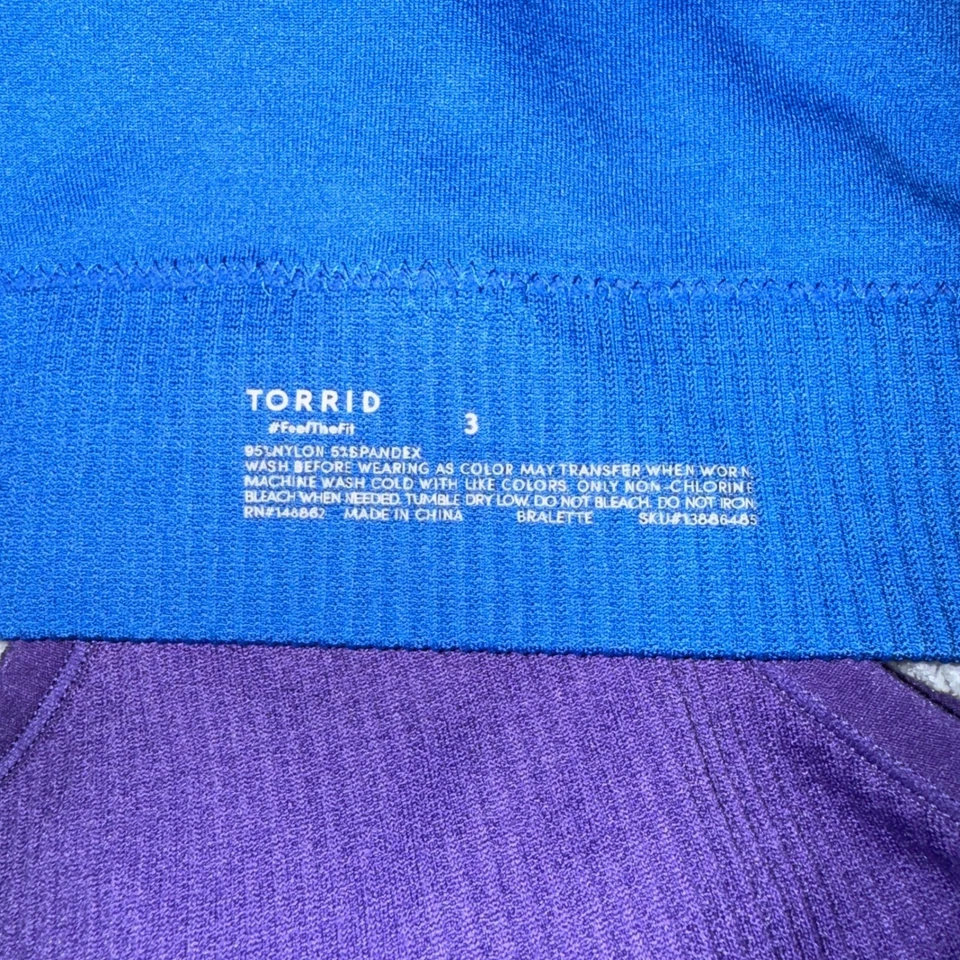 TORRID
#FeelTheFit 3
95%NYLON 5%SPANDEX
WASH BEFORE WEARING AS COLOR MAY TRANSFER WHEN WORN.
MACHINE WASH COLD WITH LIKE COLORS. ONLY NON-CHLORINE
BLEACH WHEN NEEDED. TUMBLE DRY LOW. DO NOT BLEACH. DO NOT IRON.
MADE IN CHINA BRALETTE SKU#13886485